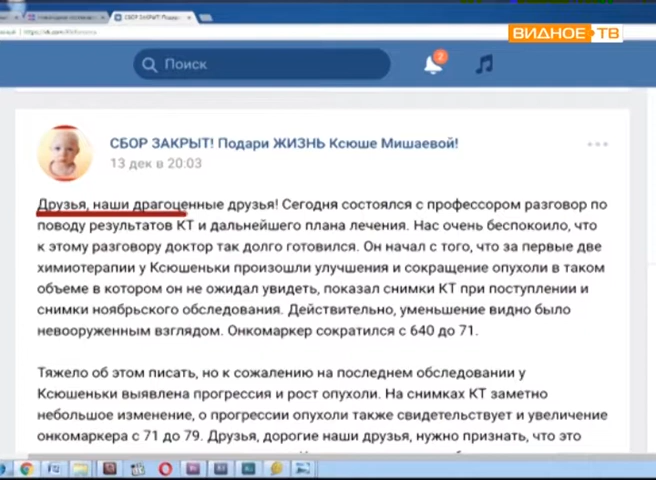 СБОР ЗАКРЫТ! Подари
ВИДНОЕ ТВ
Поиск
2
СБОР ЗАКРЫТ! Подари ЖИЗНЬ Ксюше Мишаевой!
13 дек в 20:03
Друзья, наши драгоценные друзья! Сегодня состоялся с профессором разговор по
поводу результатов КТ и дальнейшего плана лечения. Нас очень беспокоило, что
к этому разговору доктор так долго готовился. Он начал с того, что за первые две
химиотерапии у Ксюшеньки произошли улучшения и сокращение опухоли в таком
объеме в котором он не ожидал увидеть, показал снимки КТ при поступлении и
снимки ноябрьского обследования. Действительно, уменьшение видно было
невооруженным взглядом. Онкомаркер сократился с 640 до 71.
Тяжело об этом писать, но к сожалению на последнем обследовании у
Ксюшеньки выявлена прогрессия и рост опухоли. На снимках КТ заметно
небольшое изменение, о прогрессии опухоли также свидетельствует и увеличение
онкомаркера с 71 до 79. Друзья, дорогие наши друзья, нужно признать, что это